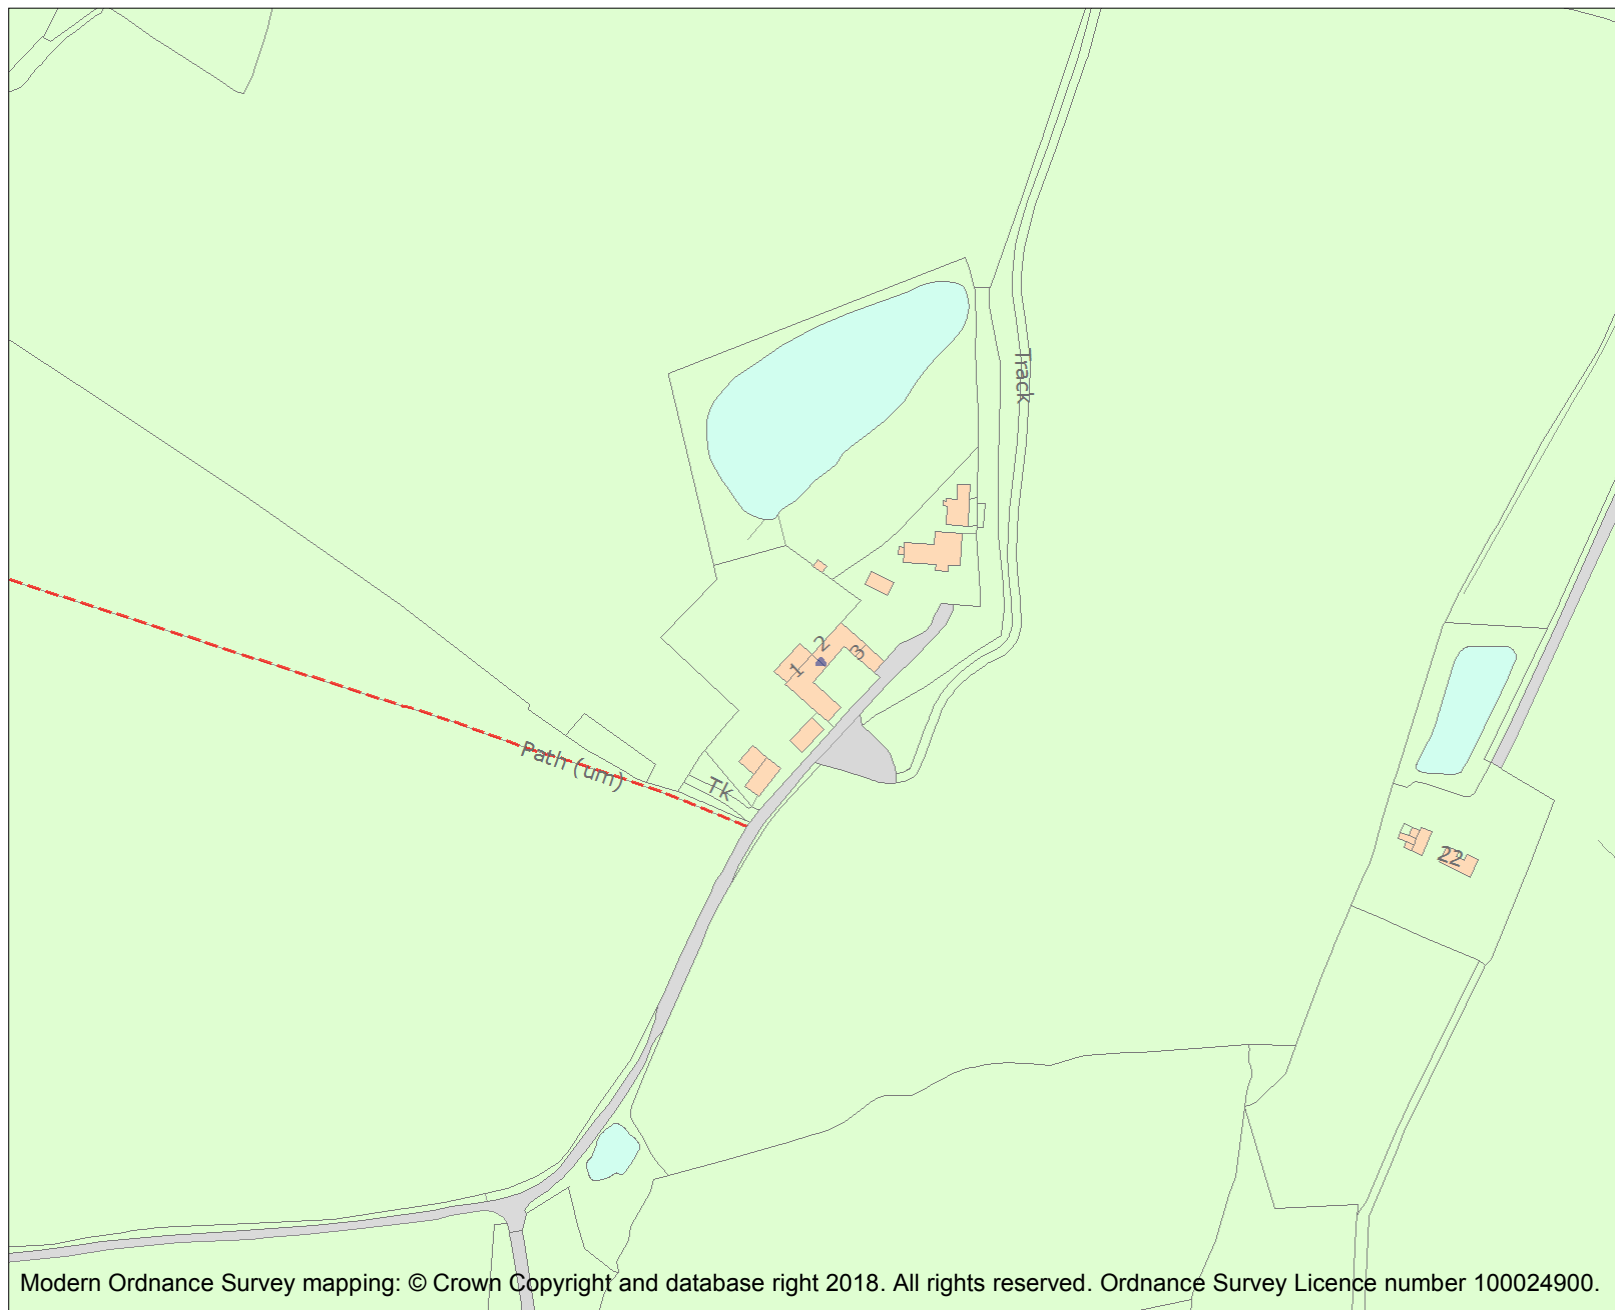 Track
2
1
3
Path (um)
Tk
22
Modern Ordnance Survey mapping: © Crown Copyright and database right 2018. All rights reserved. Ordnance Survey Licence number 100024900.